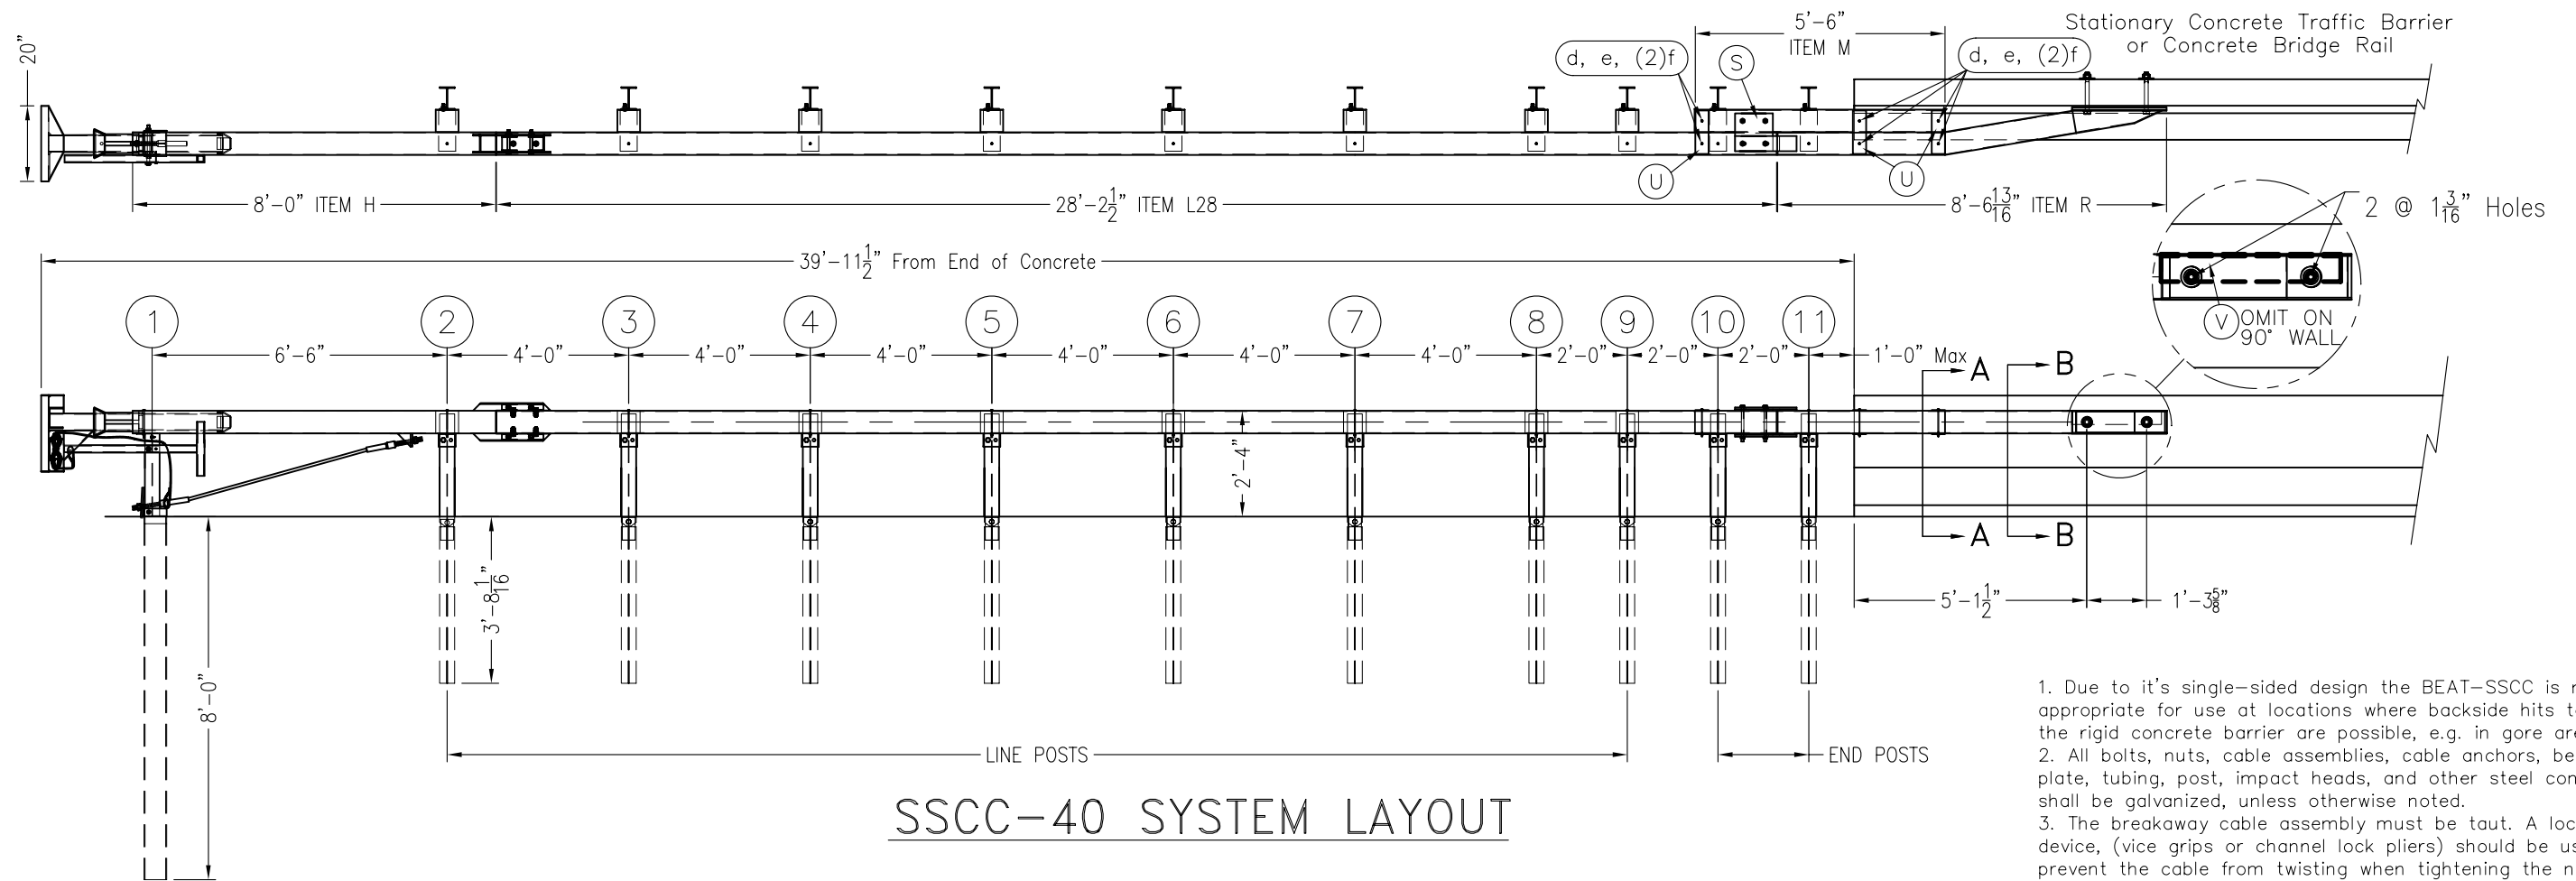 20"
5'-6"
ITEM M
Stationary Concrete Traffic Barrier
or Concrete Bridge Rail
d, e, (2)f
S
d, e, (2)f
U
U
8'-0" ITEM H
28'-2 1/2" ITEM L28
8'-6 13/16" ITEM R
2 @ 1 3/16" Holes
39'-11 1/2" From End of Concrete
V OMIT ON
90° WALL
1 2 3 4 5 6 7 8 9 10 11
6'-6" 4'-0" 4'-0" 4'-0" 4'-0" 4'-0" 4'-0" 2'-0" 2'-0" 2'-0" 1'-0" Max
A B
2'-4"
A B
3'-8 1/16"
5'-1 1/2" 1'-3 5/8"
8'-0"
LINE POSTS
END POSTS
SSCC-40 SYSTEM LAYOUT
1. Due to it's single-sided design the BEAT-SSCC is
appropriate for use at locations where backside hits
the rigid concrete barrier are possible, e.g. in gore
2. All bolts, nuts, cable assemblies, cable anchors,
plate, tubing, post, impact heads, and other steel
shall be galvanized, unless otherwise noted.
3. The breakaway cable assembly must be taut. A
device, (vice grips or channel lock pliers) should be
prevent the cable from twisting when tightening the